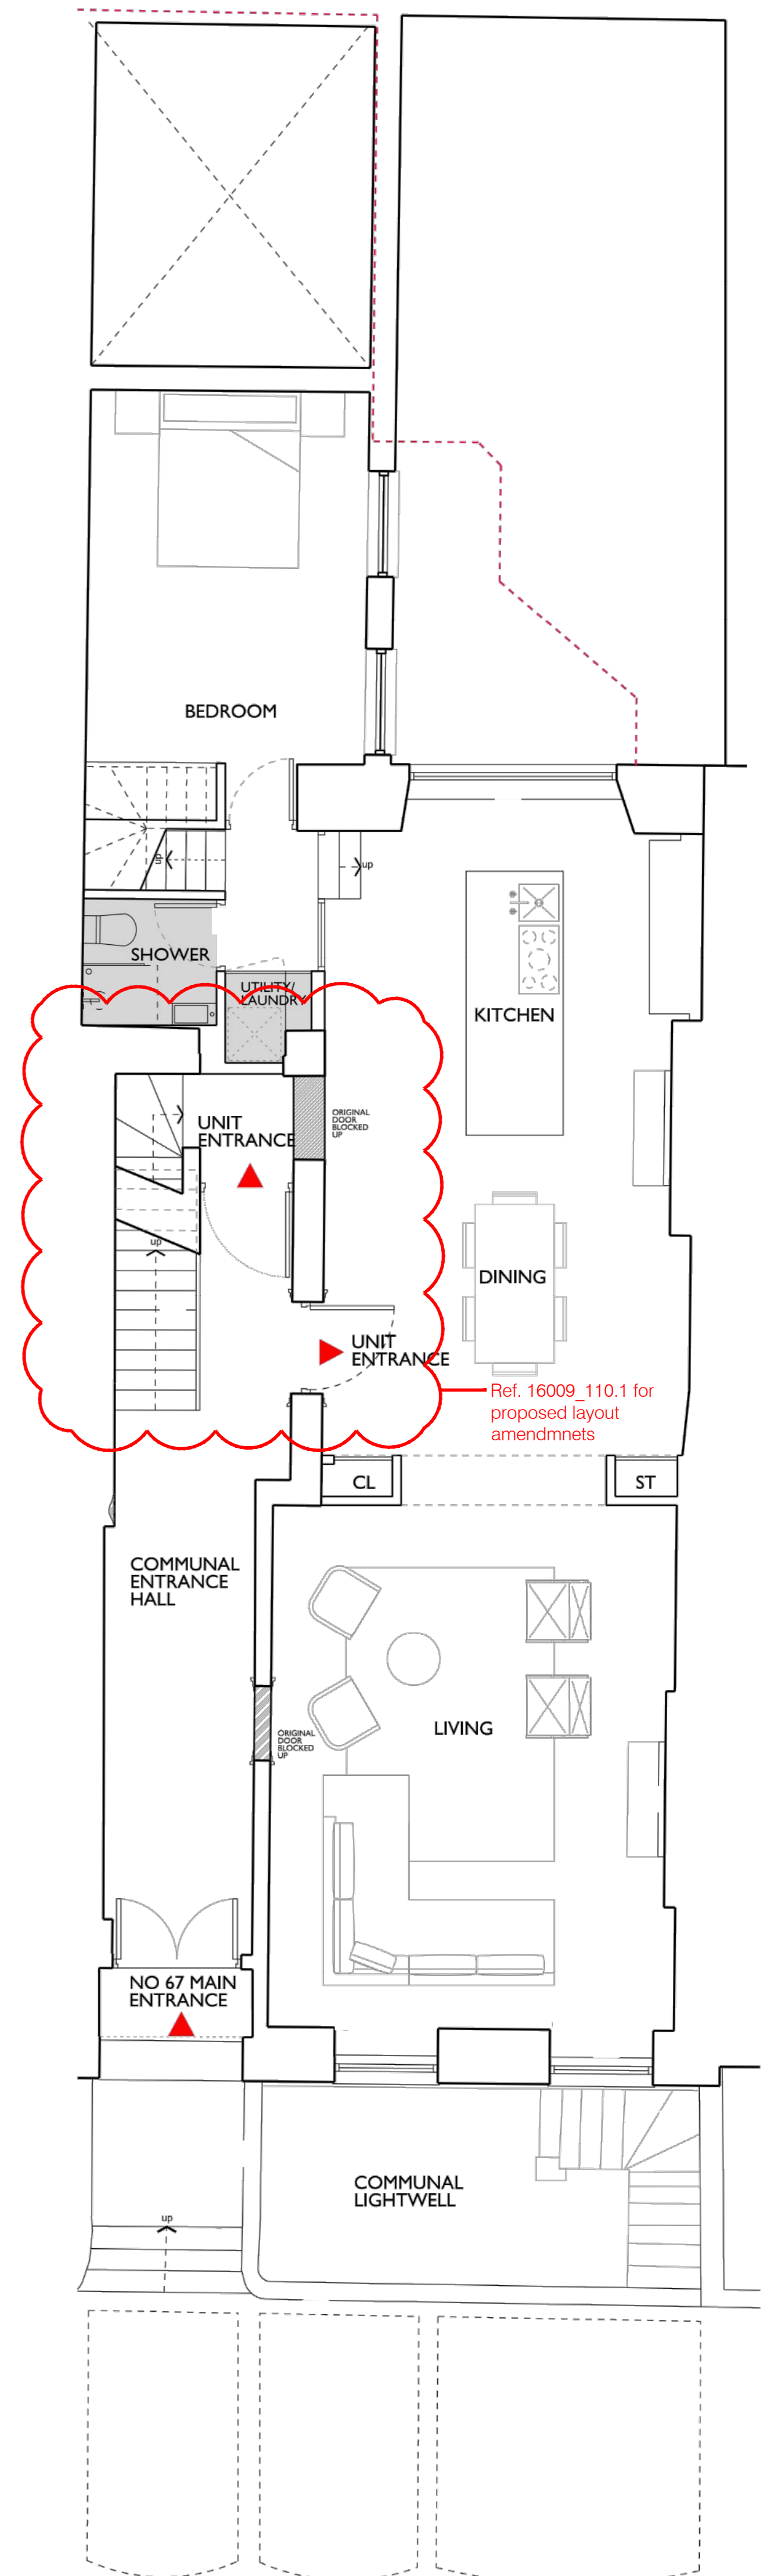 BEDROOM
up
up
SHOWER
UTILITY/
LAUNDRY
KITCHEN
UNIT
ENTRANCE
ORIGINAL
DOOR
BLOCKED
UP
up
DINING
UNIT
ENTRANCE
Ref. 16009_110.1 for
proposed layout
amendmnets
CL
ST
COMMUNAL
ENTRANCE
HALL
LIVING
ORIGINAL
DOOR
BLOCKED
UP
NO 67 MAIN
ENTRANCE
COMMUNAL
LIGHTWELL
up